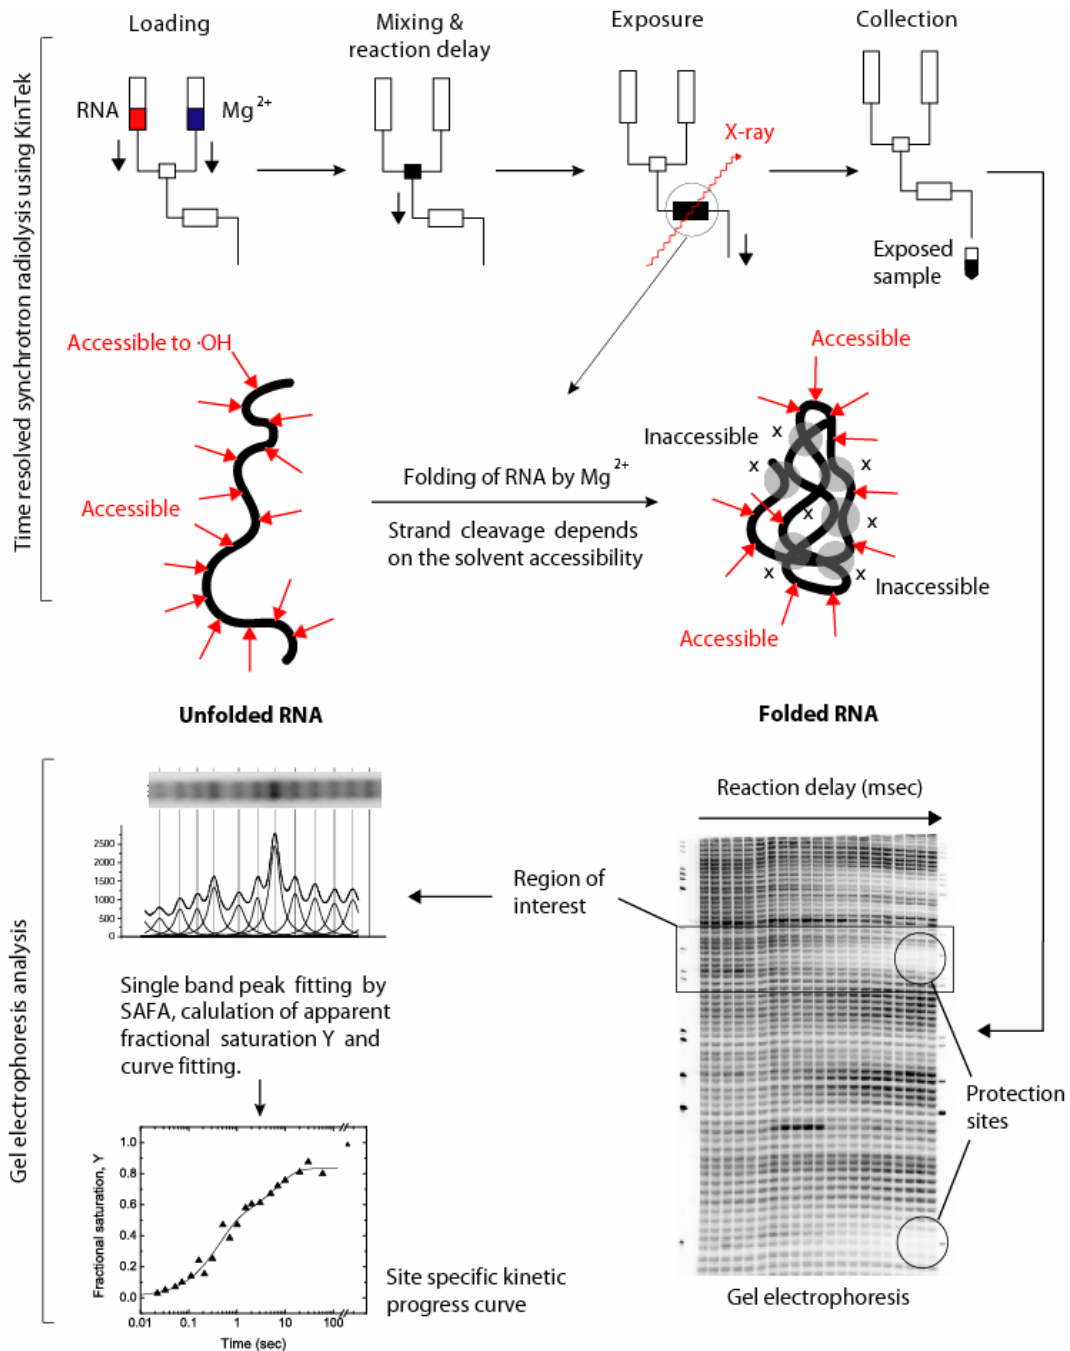 Time resolved synchrotron radiolysis using KinTek
Loading
Mixing &
reaction delay
Exposure
Collection
RNA
Mg2+
X-ray
Exposed
sample
Accessible to ·OH
Accessible
Folding of RNA by Mg2+
Strand cleavage depends
on the solvent accessibility
Accessible
Inaccessible
x
x
x
x
x
x
x
Inaccessible
Accessible
Unfolded RNA
Folded RNA
Gel electrophoresis analysis
2500
2000
1500
1000
500
0
Region of
interest
Reaction delay (msec)
Protection
sites
Gel electrophoresis
Single band peak fitting by
SAFA, calulation of apparent
fractional saturation Y and
curve fitting.
Fractional saturation, Y
1.0
0.8
0.6
0.4
0.2
0.0
0.01
0.1
1
10
100
Time (sec)
Site specific kinetic
progress curve